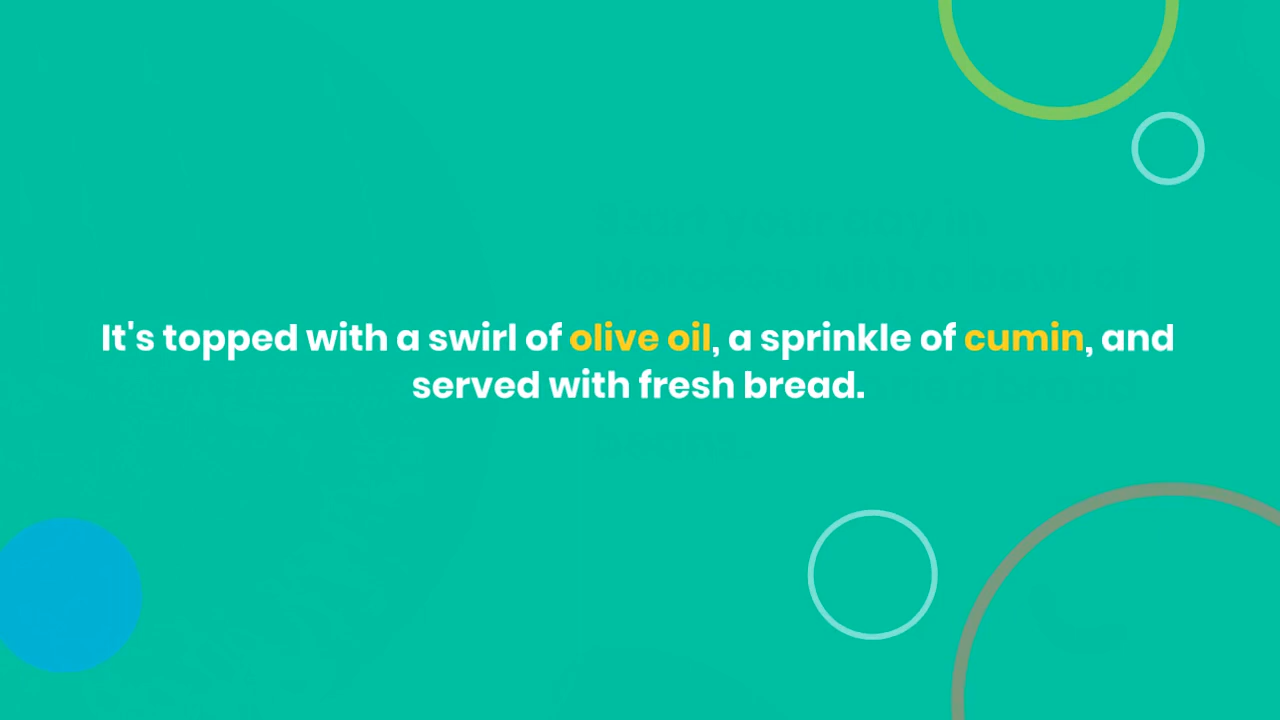 It's topped with a swirl of olive oil, a sprinkle of cumin, and
served with fresh bread.